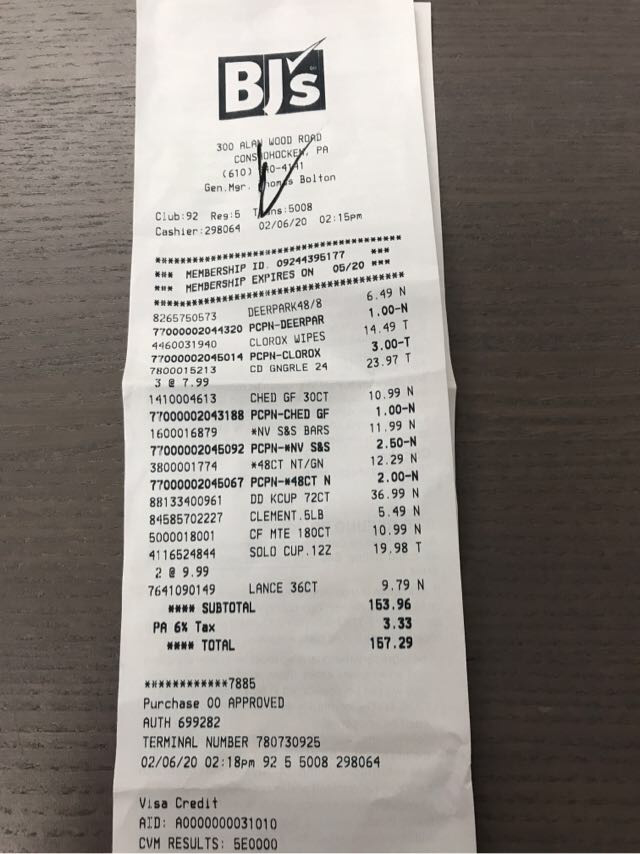 BJ's
300 ALAN WOOD ROAD
CONSHOHOCKEN, PA
(610) 40-4141
Gen.Mgr. Thomas Bolton
Club:92 Reg:5 Trans:5008
Cashier:298064 02/06/20 02:15pm
****************************************
*** MEMBERSHIP ID. 09244395177 ***
*** MEMBERSHIP EXPIRES ON 05/20 ***
****************************************
8265750573 DEERPARK48/8 6.49 N
77000002044320 PCPN-DEERPAR 1.00-N
4460031940 CLOROX WIPES 14.49 T
77000002045014 PCPN-CLOROX 3.00-T
7800015213 CD GNGRLE 24 23.97 T
3 @ 7.99
1410004613 CHED GF 30CT 10.99 N
77000002043188 PCPN-CHED GF 1.00-N
1600016879 *NV S&S BARS 11.99 N
77000002045092 PCPN-*NV S&S 2.50-N
3800001774 *48CT NT/GN 12.29 N
77000002045067 PCPN-*48CT N 2.00-N
88133400961 DD KCUP 72CT 36.99 N
84585702227 CLEMENT.5LB 5.49 N
5000018001 CF MTE 180CT 10.99 N
4116524844 SOLO CUP.12Z 19.98 T
2 @ 9.99
7641090149 LANCE 36CT 9.79 N
**** SUBTOTAL 153.96
PA 6% Tax 3.33
**** TOTAL 157.29
************7885
Purchase 00 APPROVED
AUTH 699282
TERMINAL NUMBER 780730925
02/06/20 02:18pm 92 5 5008 298064
Visa Credit
AID: A0000000031010
CVM RESULTS: 5E0000